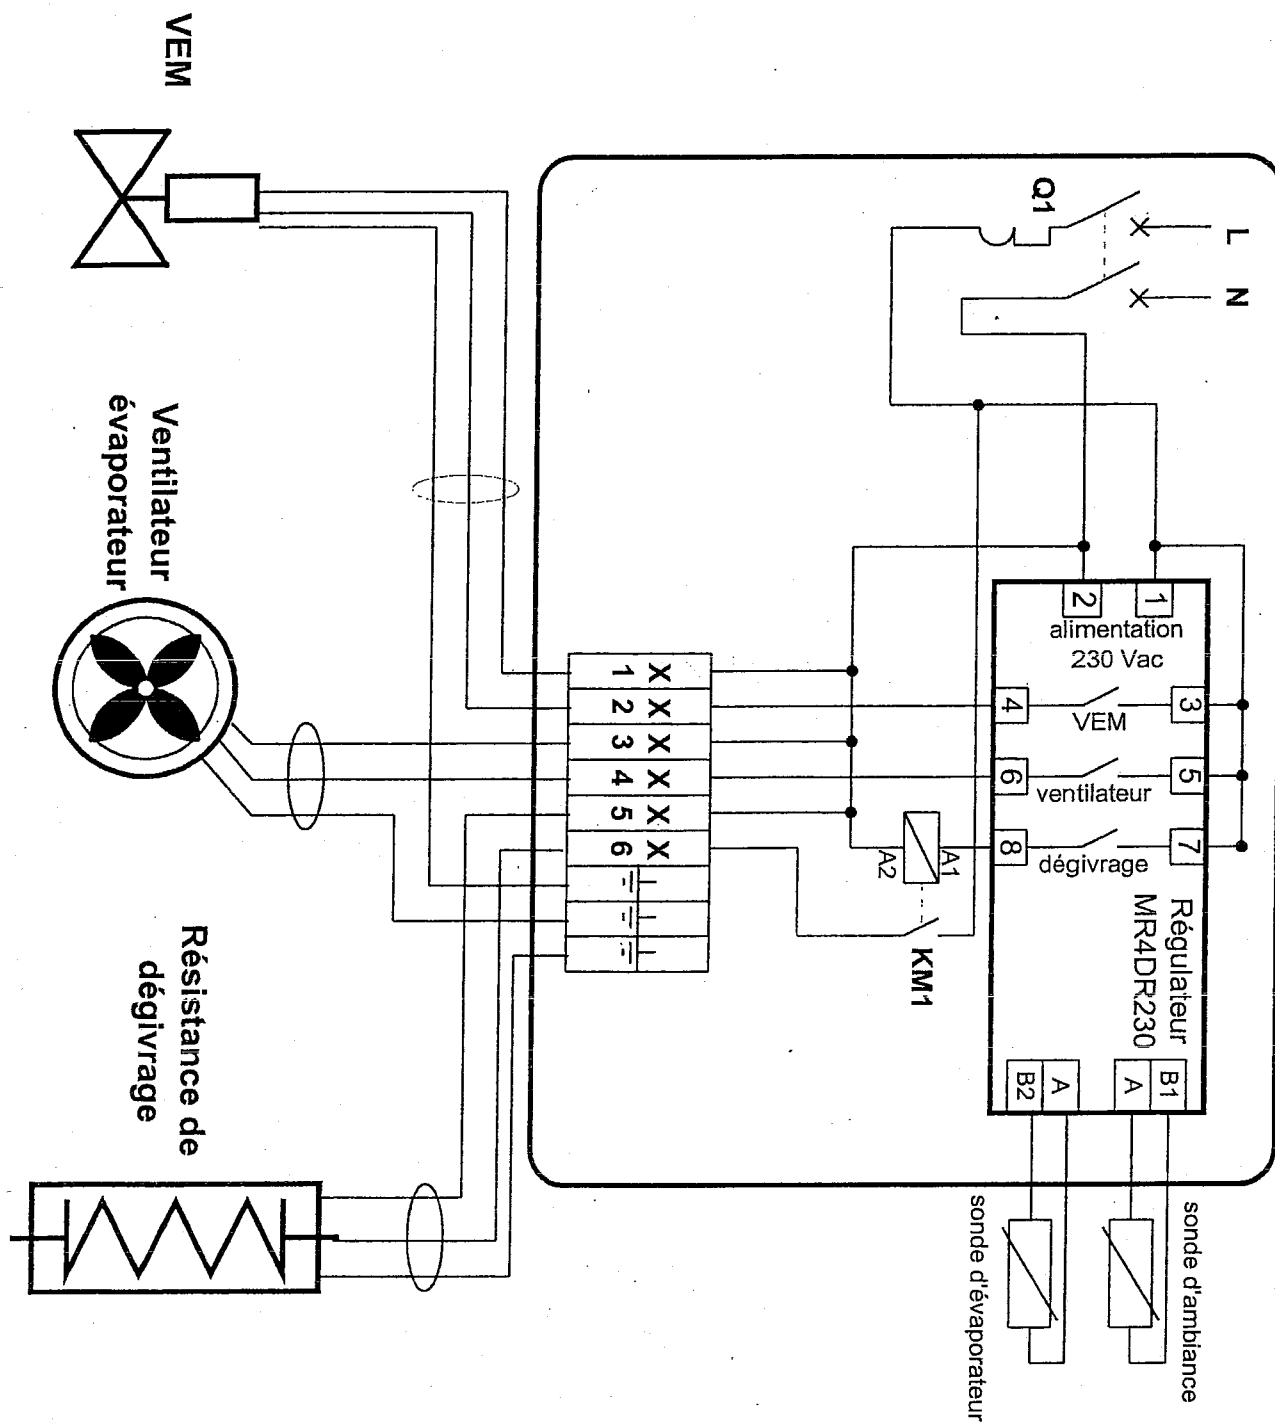 L
N
Q1
1
2
alimentation
230 Vac
3
4
VEM
5
6
ventilateur
7
8
dégivrage
Régulateur
MR4DR230
B1
A
A
B2
sonde d'ambiance
sonde d'évaporateur
A1
A2
KM1
X X X X X X
1 2 3 4 5 6
VEM
Ventilateur
évaporateur
Résistance de
dégivrage